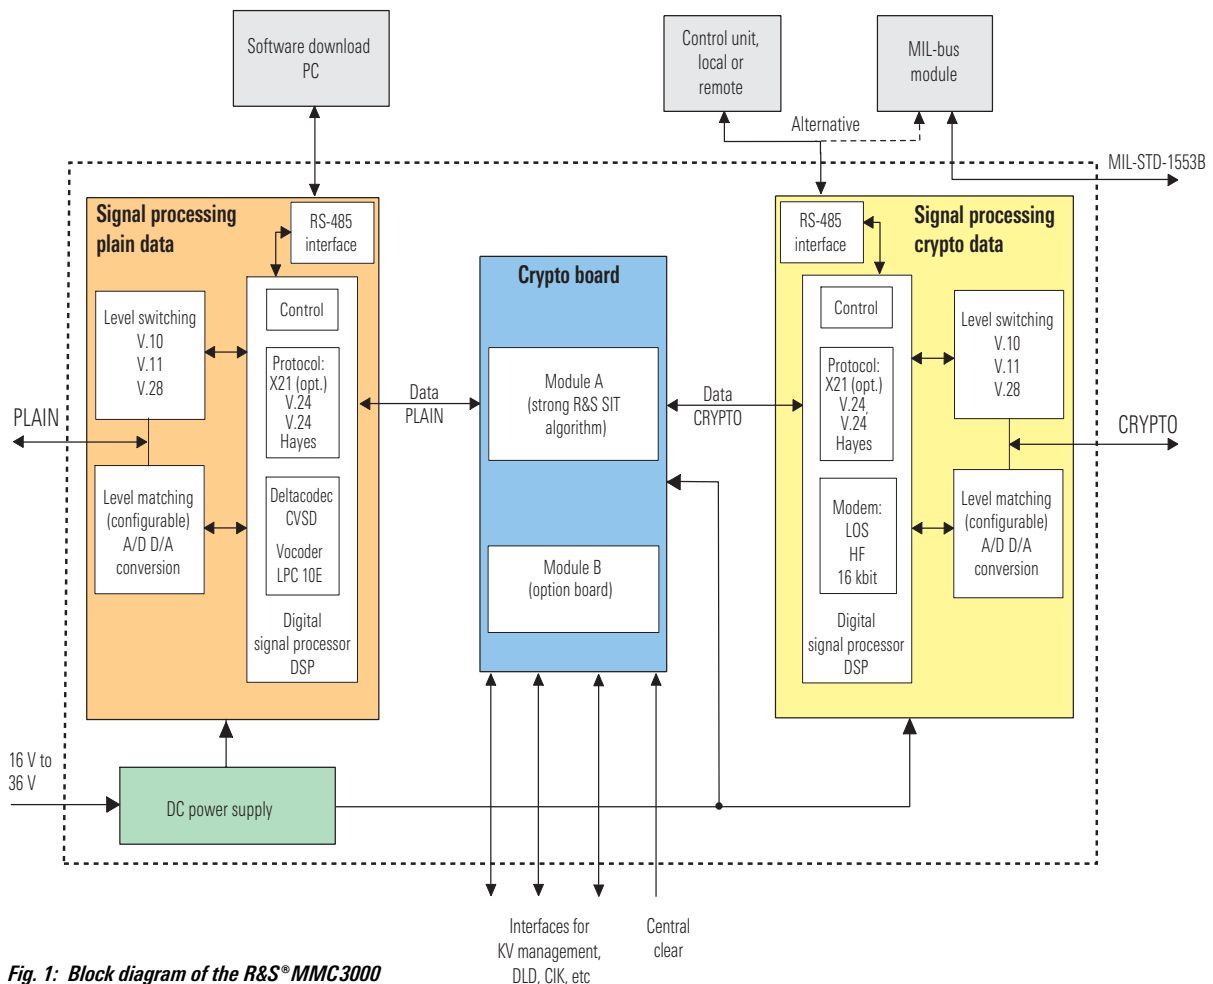 Software download
PC
Control unit,
local or
remote
MIL-bus
module
Alternative
MIL-STD-1553B
Signal processing
plain data
RS-485
interface
Level switching
V.10
V.11
V.28
Control
Protocol:
X21 (opt.)
V.24
V.24
Hayes
PLAIN
Level matching
(configurable)
A/D D/A
conversion
Deltacodec
CVSD
Vocoder
LPC 10E
Digital
signal processor
DSP
Data
PLAIN
Crypto board
Module A
(strong R&S SIT
algorithm)
Module B
(option board)
Data
CRYPTO
RS-485
interface
Signal processing
crypto data
Control
Protocol:
X21 (opt.)
V.24,
V.24
Hayes
Modem:
LOS
HF
16 kbit
Digital
signal processor
DSP
Level switching
V.10
V.11
V.28
CRYPTO
Level matching
(configurable)
A/D D/A
conversion
16 V to
36 V
DC power supply
Interfaces for
KV management,
DLD, CIK, etc
Central
clear
Fig. 1: Block diagram of the R&S® MMC3000